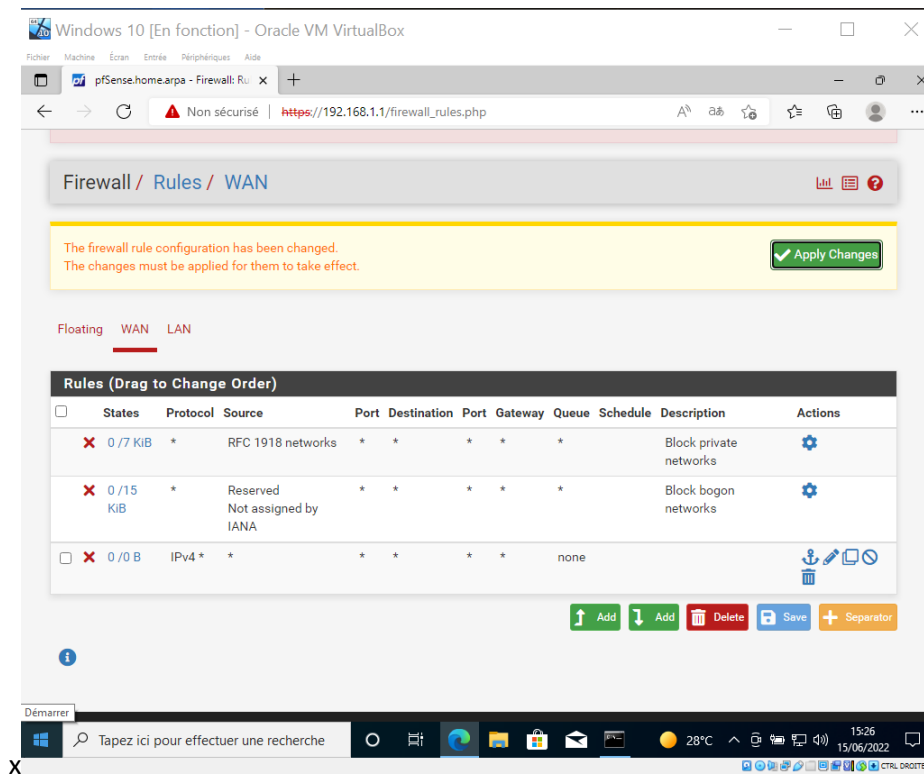 Windows 10 [En fonction] - Oracle VM VirtualBox
Fichier Machine Écran Entrée Périphériques Aide
pfSense.home.arpa - Firewall: Ru
Non sécurisé | https://192.168.1.1/firewall_rules.php
Firewall / Rules / WAN
The firewall rule configuration has been changed.
The changes must be applied for them to take effect.
Apply Changes
Floating WAN LAN
Rules (Drag to Change Order)
States Protocol Source Port Destination Port Gateway Queue Schedule Description Actions
0 /7 KiB * RFC 1918 networks * * * * * Block private
networks
0 /15 * Reserved * * * * * Block bogon
KiB Not assigned by networks
IANA
0 /0 B IPv4 * * * * * * none
Add Add Delete Save Separator
Démarrer
Tapez ici pour effectuer une recherche 28°C 15:26
15/06/2022
X CTRL DROITE